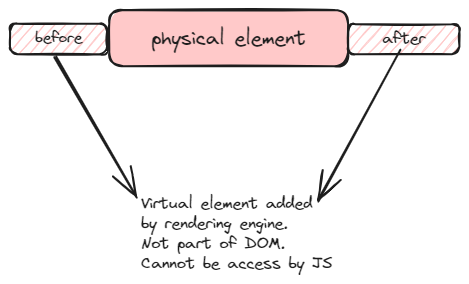 before
physical element
after
Virtual element added
by rendering engine.
Not part of DOM.
Cannot be access by JS